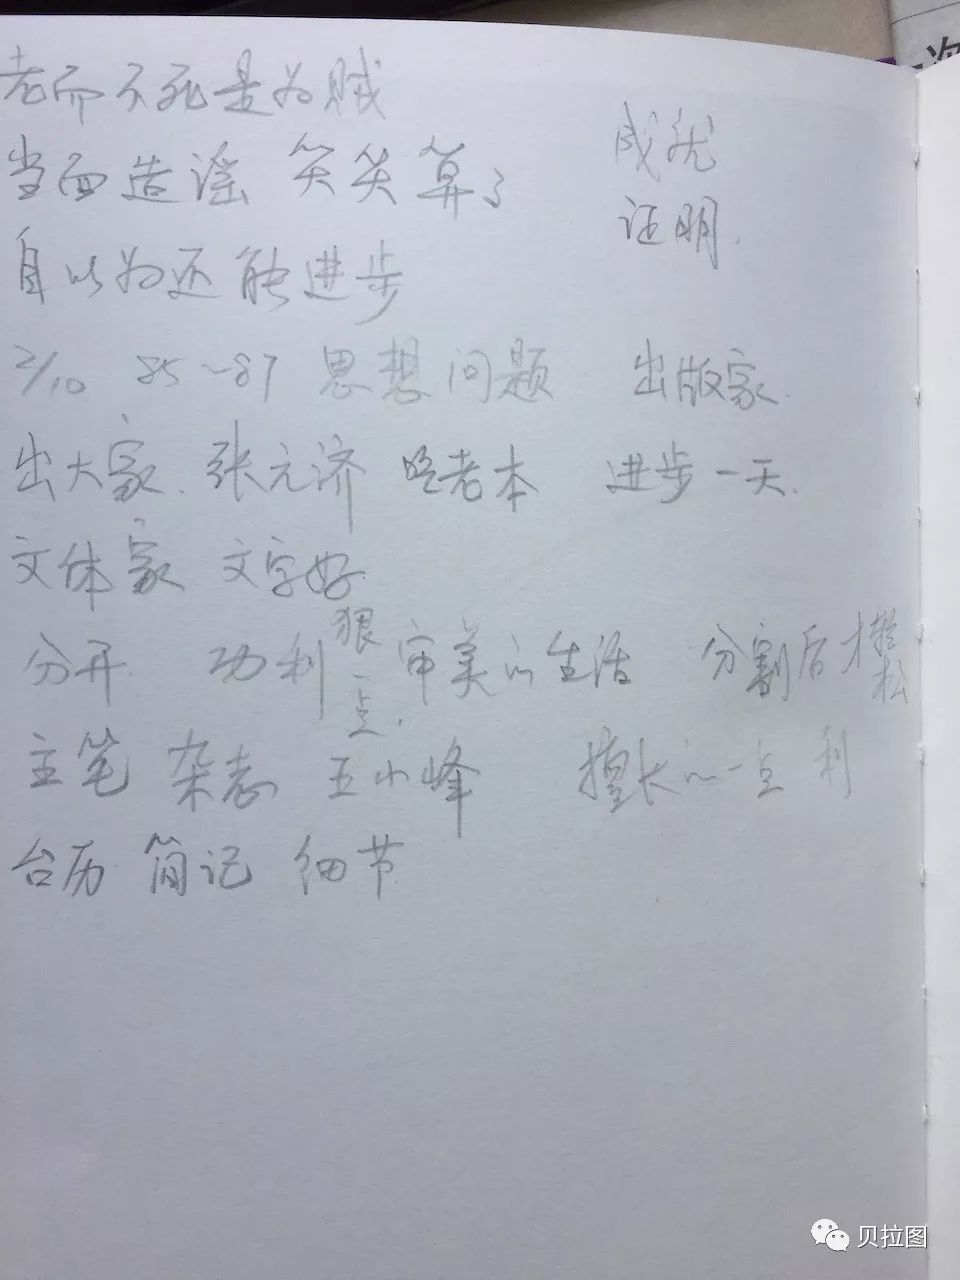 老而不死是为贼
当面造谣 笑笑算了
成就
证明.
自以为还能进步
2/10 85~87 思想问题 出版家.
出大家. 张元济 吃老本 进步一天.
文体家 文字好
分开. 功利狠一点. 审美的生活 分割后才轻松
主笔 杂志 王小峰 擅长的一点 利
台历 简记 细节
贝拉图